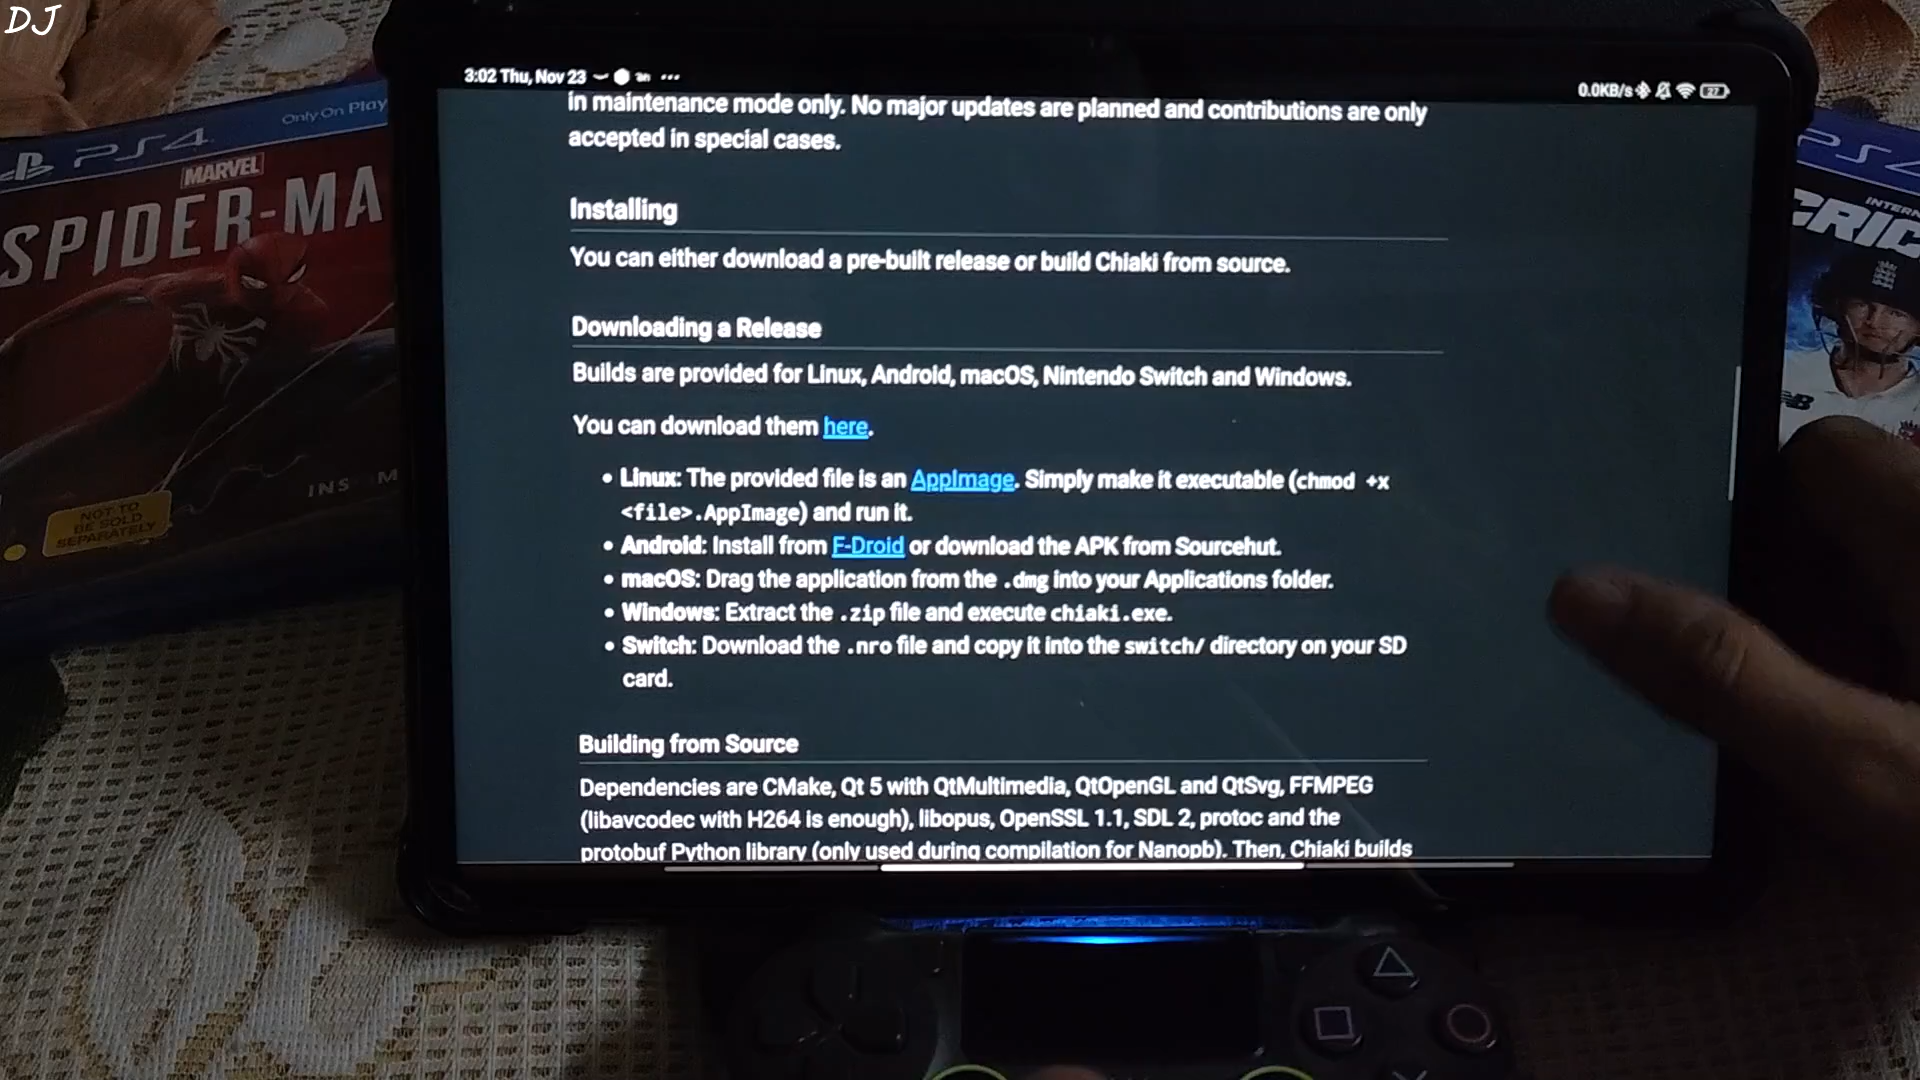 DJ
3:02 Thu, Nov 23
0.0KB/s
27
in maintenance mode only. No major updates are planned and contributions are only
accepted in special cases.
Installing
You can either download a pre-built release or build Chiaki from source.
Downloading a Release
Builds are provided for Linux, Android, macOS, Nintendo Switch and Windows.
You can download them here.
• Linux: The provided file is an AppImage. Simply make it executable (chmod +x
<file>.AppImage) and run it.
• Android: Install from F-Droid or download the APK from Sourcehut.
• macOS: Drag the application from the .dmg into your Applications folder.
• Windows: Extract the .zip file and execute chiaki.exe.
• Switch: Download the .nro file and copy it into the switch/ directory on your SD
card.
Building from Source
Dependencies are CMake, Qt 5 with QtMultimedia, QtOpenGL and QtSvg, FFMPEG
(libavcodec with H264 is enough), libopus, OpenSSL 1.1, SDL 2, protoc and the
protobuf Python library (only used during compilation for Nanopb). Then, Chiaki builds
Only On Play
PS4
MARVEL
SPIDER-MA
INS M
NOT TO
BE SOLD
SEPARATELY
PS4
INTERN
CRIC
NB